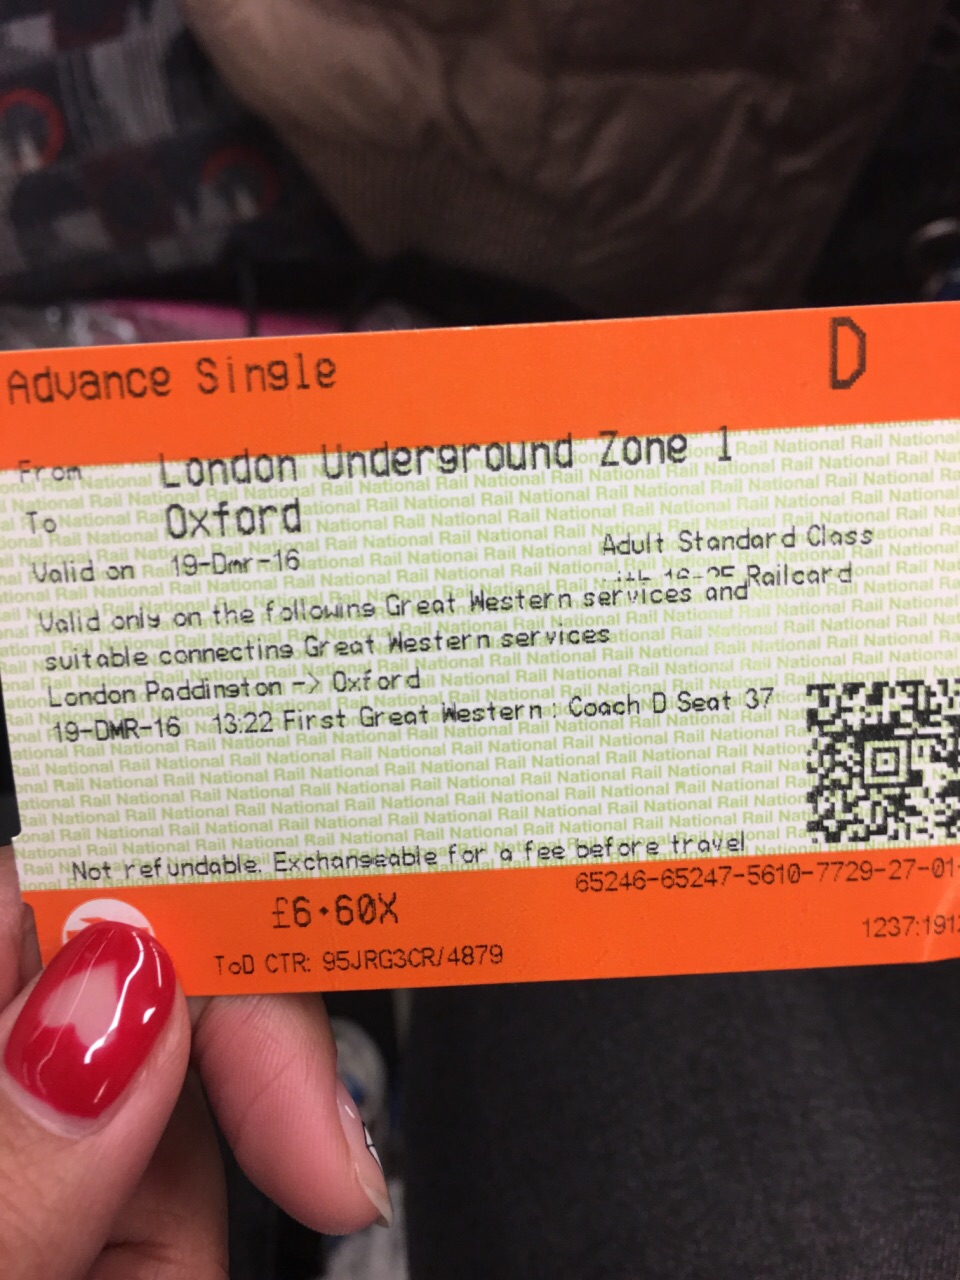 Advance Single D
From London Underground Zone 1
To Oxford
Valid on 19-Dmr-16 Adult Standard Class
Railcard
Valid only on the following Great Western services and
suitable connecting Great Western services
London Paddington -> Oxford
19-DMR-16 13:22 First Great Western : Coach D Seat 37
Not refundable. Exchangeable for a fee before travel
65246-65247-5610-7729-27-01-
£6·60X
1237:191
ToD CTR: 95JRG3CR/4879